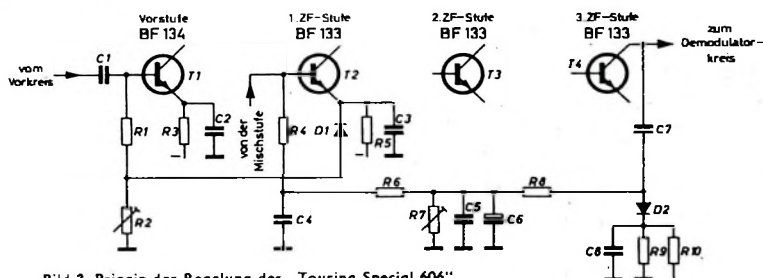 Vorstufe
BF 134
1.ZF-Stufe
BF 133
2.ZF-Stufe
BF 133
3.ZF-Stufe
BF 133
zum
Demodulator-
kreis
vom
Vorkreis
C1
T1
T2
T3
T4
R1
R3
C2
von der
Mischstufe
R4
D1
R5
C3
C7
R2
C4
R6
R7
C5
C6
R8
D2
C8
R9
R10
Bild 3. Prinzip der Regelung des „Touring Special 606"